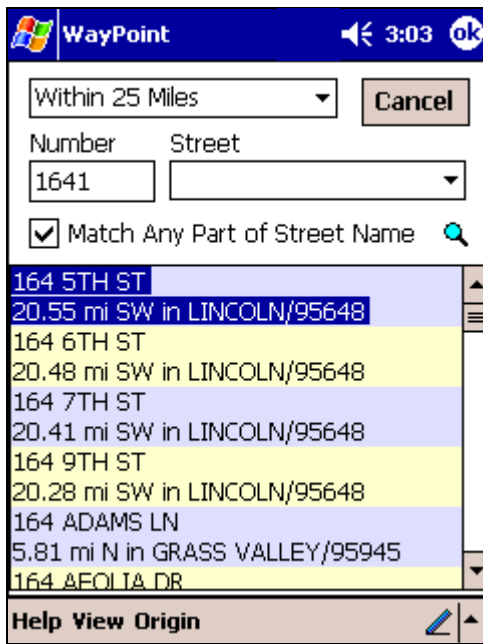 WayPoint 3:03 ok
Within 25 Miles Cancel
Number Street
1641
Match Any Part of Street Name
164 5TH ST
20.55 mi SW in LINCOLN/95648
164 6TH ST
20.48 mi SW in LINCOLN/95648
164 7TH ST
20.41 mi SW in LINCOLN/95648
164 9TH ST
20.28 mi SW in LINCOLN/95648
164 ADAMS LN
5.81 mi N in GRASS VALLEY/95945
164 AEOLIA DR
Help View Origin